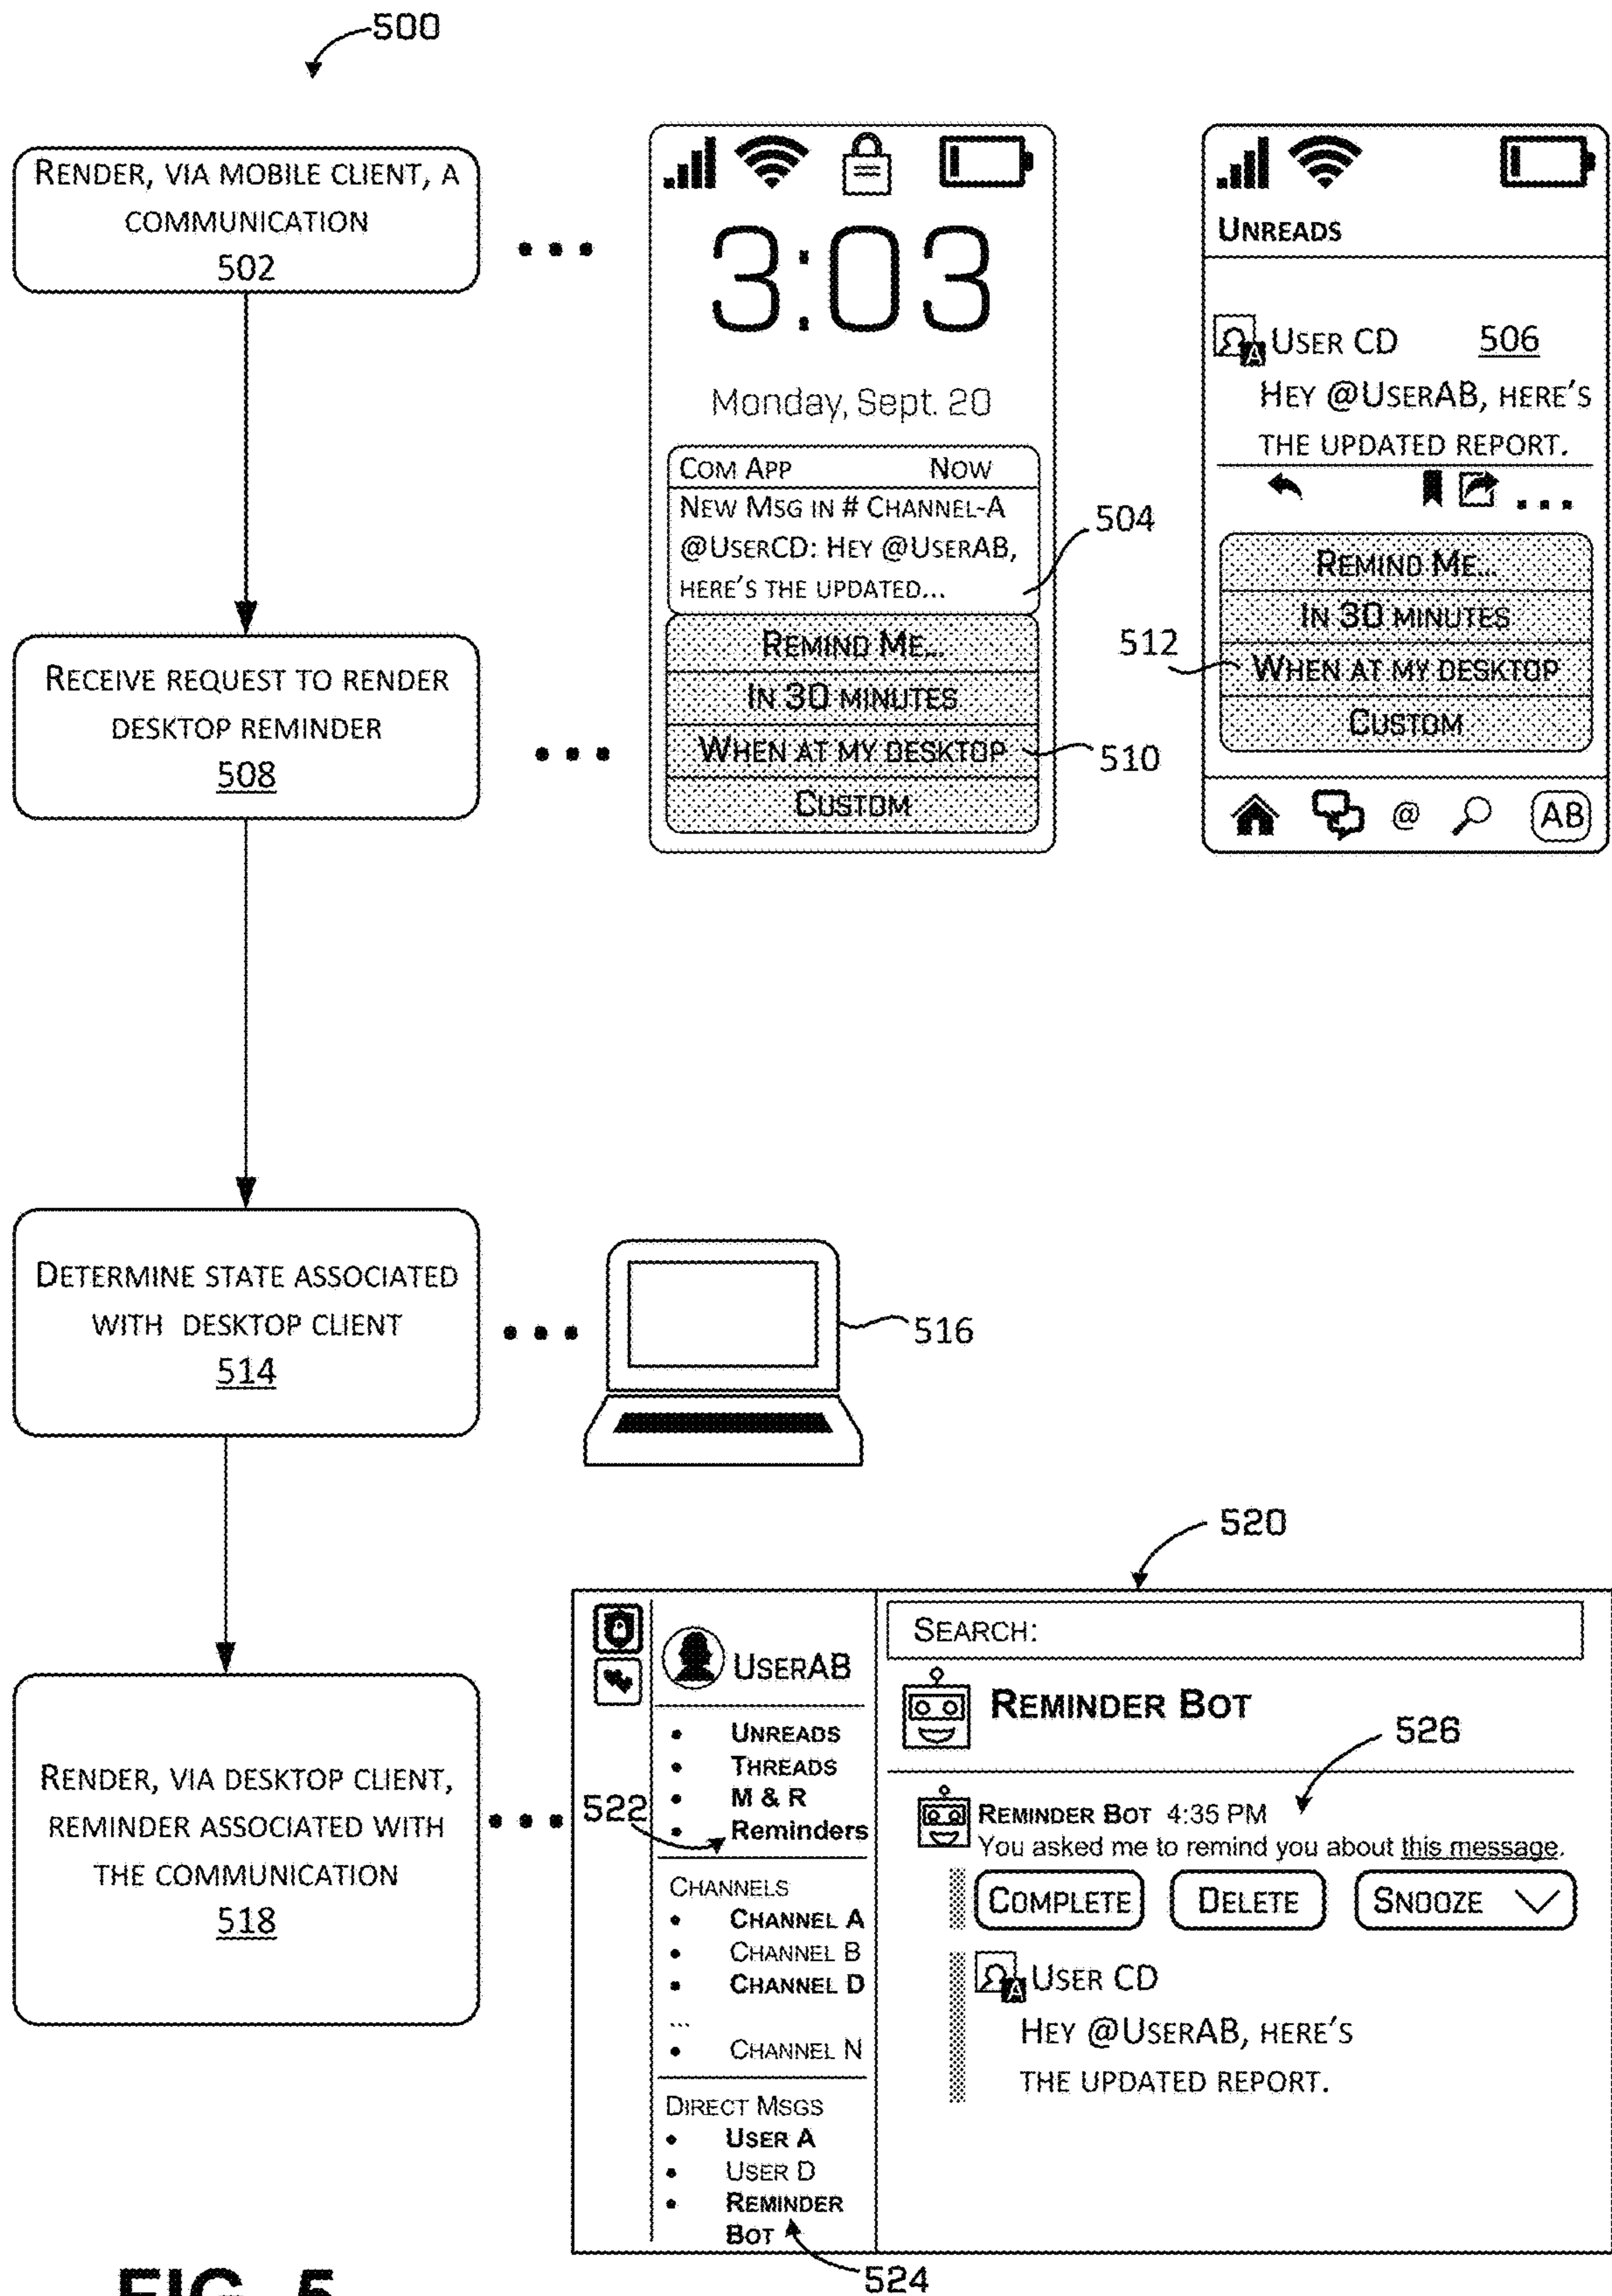 500
RENDER, VIA MOBILE CLIENT, A
COMMUNICATION
502
RECEIVE REQUEST TO RENDER
DESKTOP REMINDER
508
DETERMINE STATE ASSOCIATED
WITH DESKTOP CLIENT
514
RENDER, VIA DESKTOP CLIENT,
REMINDER ASSOCIATED WITH
THE COMMUNICATION
518
3:03
Monday, Sept. 20
COM APP NOW
NEW MSG IN # CHANNEL-A
@USERCD: HEY @USERAB,
HERE'S THE UPDATED...
504
REMIND ME...
IN 30 MINUTES
WHEN AT MY DESKTOP
510
CUSTOM
UNREADS
A
USER CD 506
HEY @USERAB, HERE'S
THE UPDATED REPORT.
REMIND ME...
IN 30 MINUTES
512
WHEN AT MY DESKTOP
CUSTOM
@
AB
516
520
USERAB
• UNREADS
• THREADS
• M & R
• Reminders
522
CHANNELS
• CHANNEL A
• CHANNEL B
• CHANNEL D
...
• CHANNEL N
DIRECT MSGS
• USER A
• USER D
• REMINDER
BOT
524
SEARCH:
REMINDER BOT
526
REMINDER BOT 4:35 PM
You asked me to remind you about this message.
COMPLETE DELETE SNOOZE
A
USER CD
HEY @USERAB, HERE'S
THE UPDATED REPORT.
FIG. 5